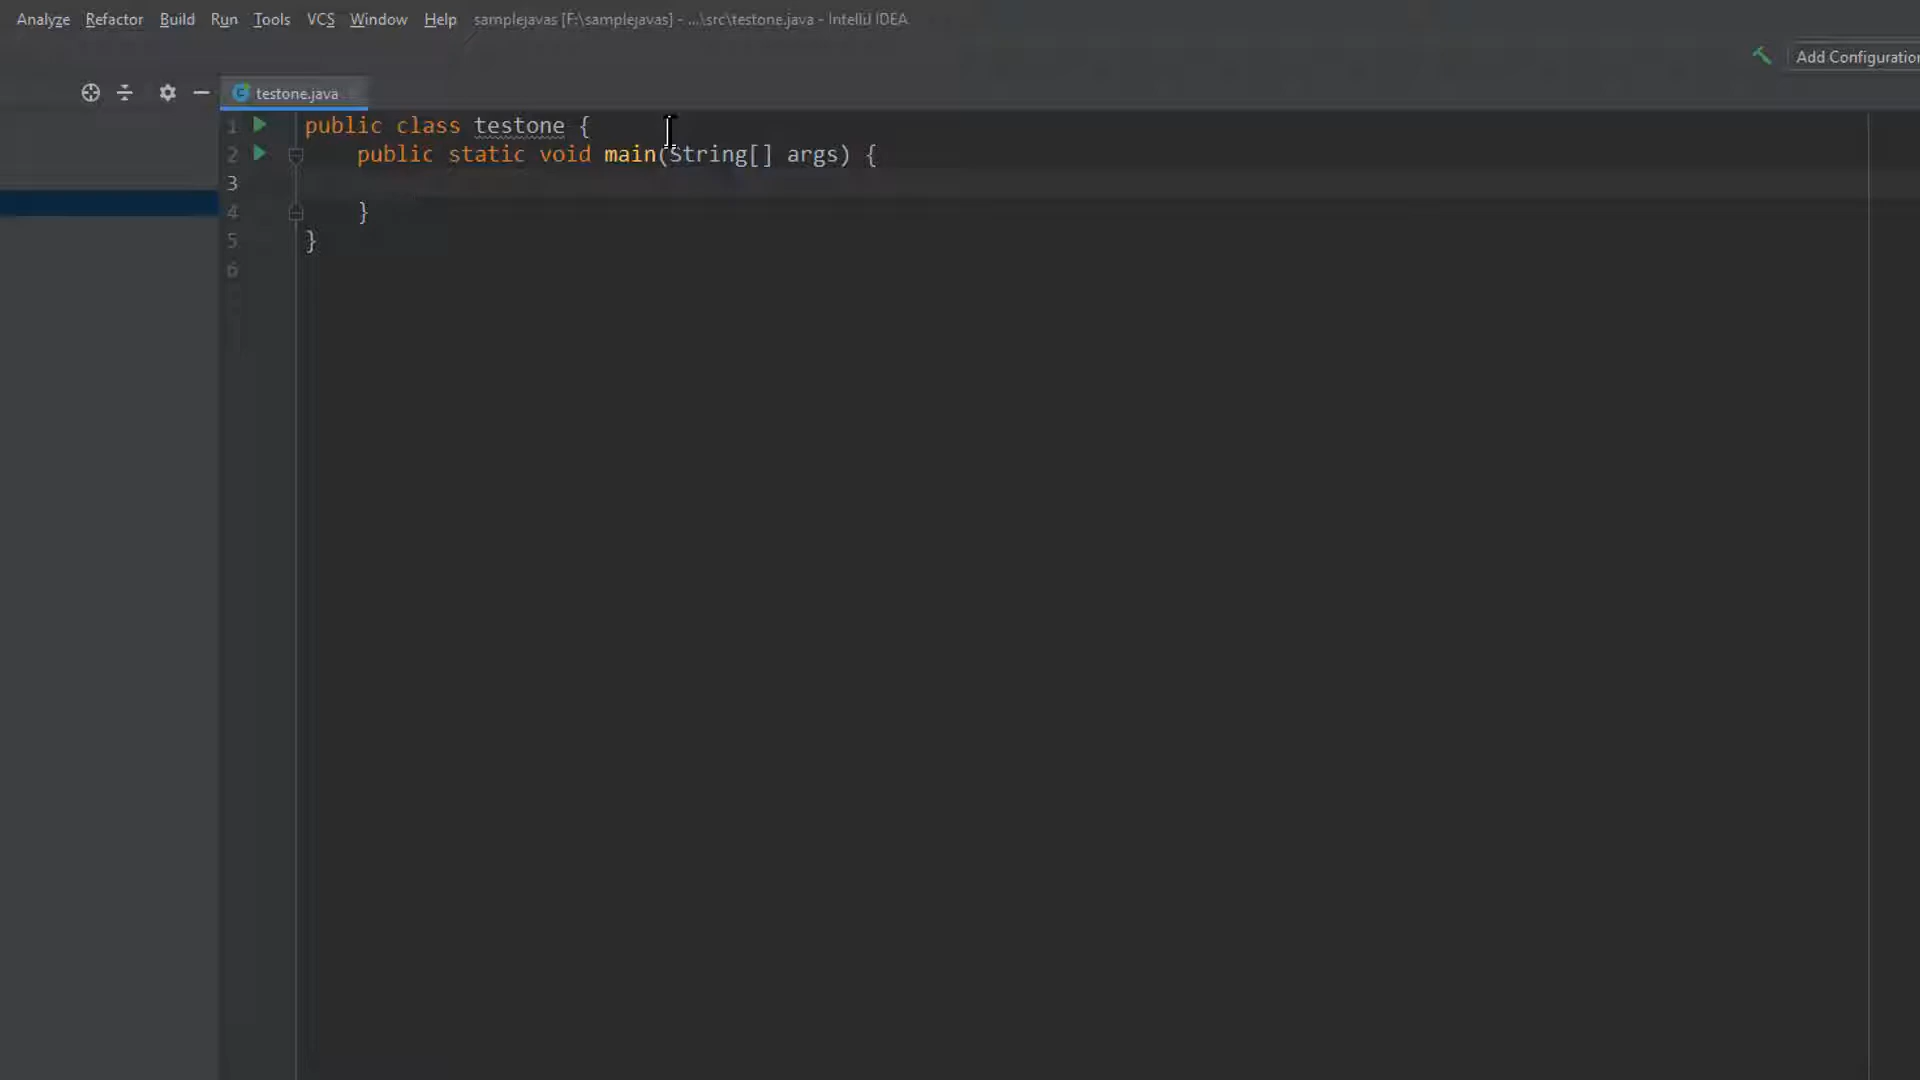 Analyze Refactor Build Run Tools VCS Window Help samplejavas [F:\samplejavas] - ...\src\testone.java - IntelliJ IDEA
Add Configuration
testone.java
1 public class testone {
2 public static void main(String[] args) {
3
4 }
5 }
6